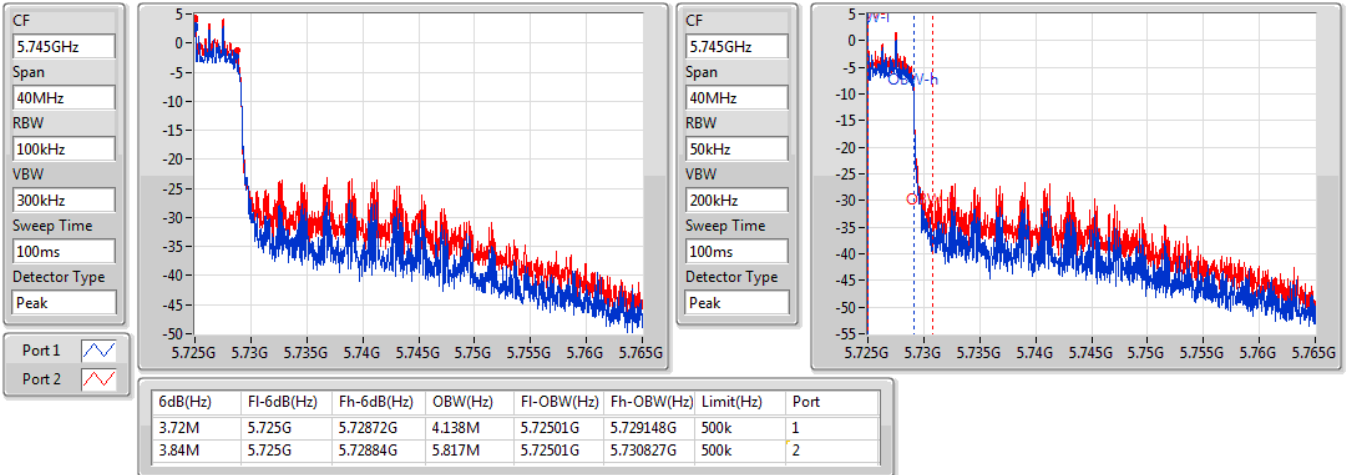 CF
5.745GHz
Span
40MHz
RBW
100kHz
VBW
300kHz
Sweep Time
100ms
Detector Type
Peak
Port 1
Port 2
5
0
-5
-10
-15
-20
-25
-30
-35
-40
-45
-50
5.725G 5.73G 5.735G 5.74G 5.745G 5.75G 5.755G 5.76G 5.765G
CF
5.745GHz
Span
40MHz
RBW
50kHz
VBW
200kHz
Sweep Time
100ms
Detector Type
Peak
5
0
-5
-10
-15
-20
-25
-30
-35
-40
-45
-50
-55
OBW-h
5.725G 5.73G 5.735G 5.74G 5.745G 5.75G 5.755G 5.76G 5.765G
6dB(Hz) Fl-6dB(Hz) Fh-6dB(Hz) OBW(Hz) Fl-OBW(Hz) Fh-OBW(Hz) Limit(Hz) Port
3.72M 5.725G 5.72872G 4.138M 5.72501G 5.729148G 500k 1
3.84M 5.725G 5.72884G 5.817M 5.72501G 5.730827G 500k 2